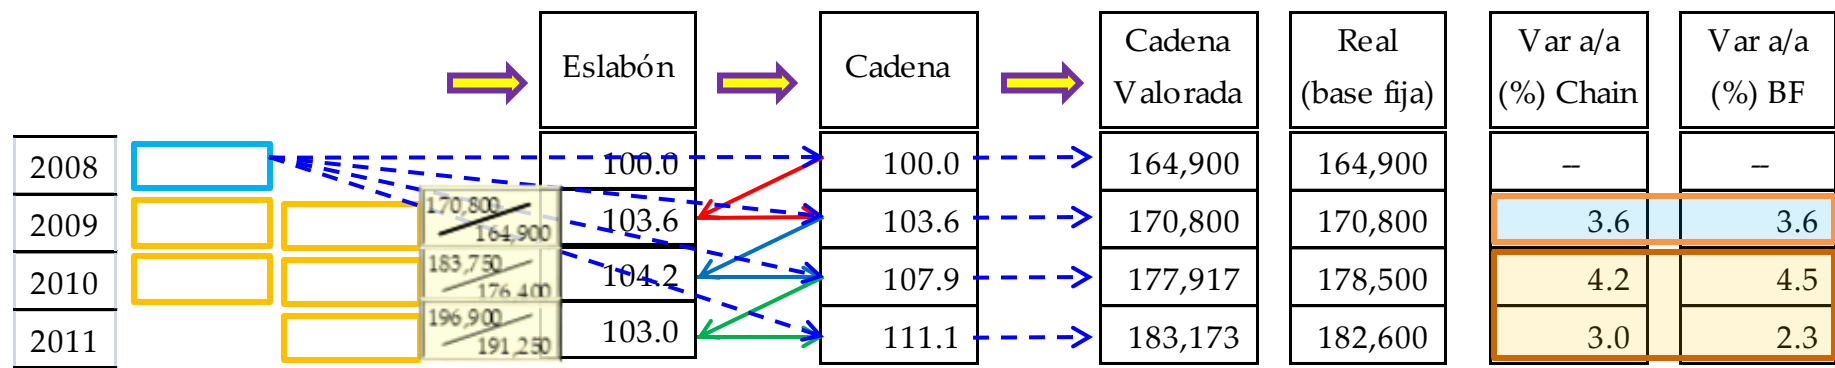 Eslabón Cadena Cadena Valorada Real (base fija) Var a/a (%) Chain Var a/a (%) BF
2008 100.0 100.0 164,900 164,900 -- --
2009 170,800 164,900 103.6 103.6 170,800 170,800 3.6 3.6
2010 183,750 176,400 104.2 107.9 177,917 178,500 4.2 4.5
2011 196,900 191,250 103.0 111.1 183,173 182,600 3.0 2.3